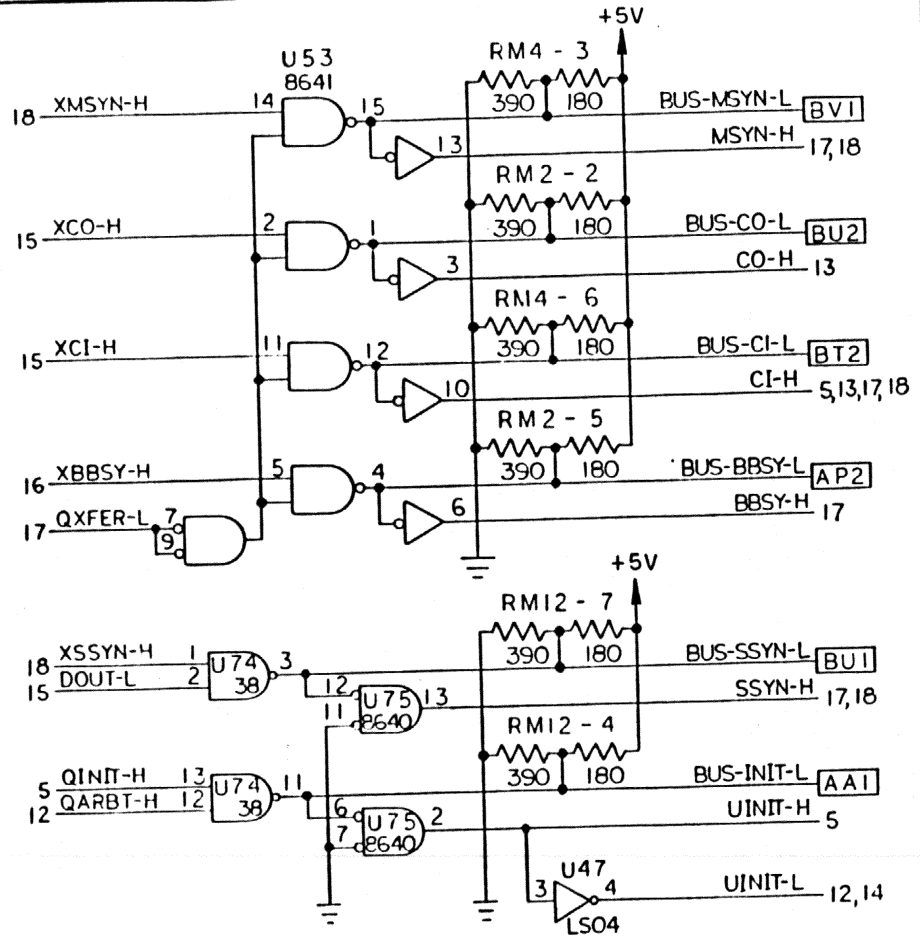 +5V
U53
8641
RM4 - 3
18 XMSYN-H 14 15 390 180 BUS-MSYN-L BV1
13 MSYN-H 17,18
RM2 - 2
15 XCO-H 2 1 390 180 BUS-CO-L BU2
3 CO-H 13
RM4 - 6
15 XCI-H 11 12 390 180 BUS-CI-L BT2
10 CI-H 5,13,17,18
RM2 - 5
16 XBBSY-H 5 4 390 180 BUS-BBSY-L AP2
6 BBSY-H 17
17 QXFER-L 7
9
+5V
RM12 - 7
18 XSSYN-H 1 U74 3 390 180 BUS-SSYN-L BU1
15 DOUT-L 2 38
12 U75 13 SSYN-H 17,18
11 8640
RM12 - 4
5 QINIT-H 13 U74 11 390 180 BUS-INIT-L AA1
12 QARBT-H 12 38
6 U75 2 UINIT-H 5
7 8640
U47
3 4 UINIT-L 12,14
LS04